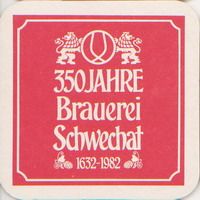 350 JAHRE
Brauerei
Schwechat
1632-1982